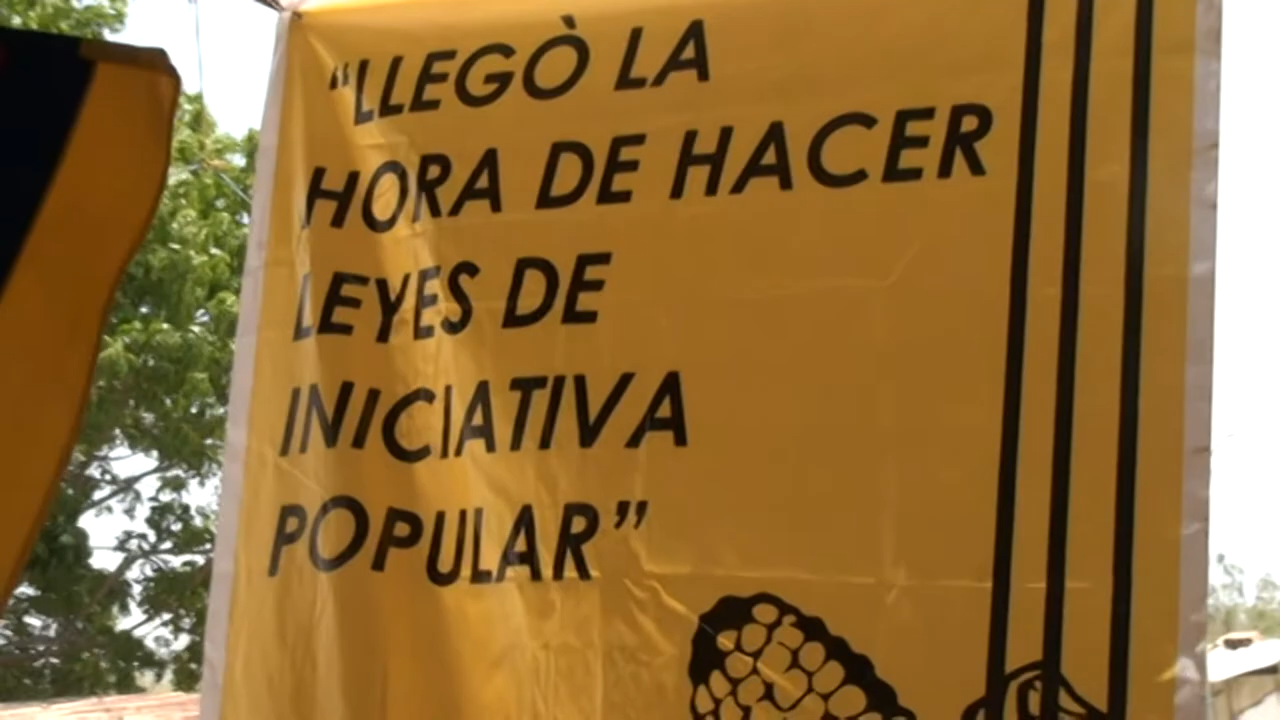 “LLEGÒ LA
HORA DE HACER
LEYES DE
INICIATIVA
POPULAR”